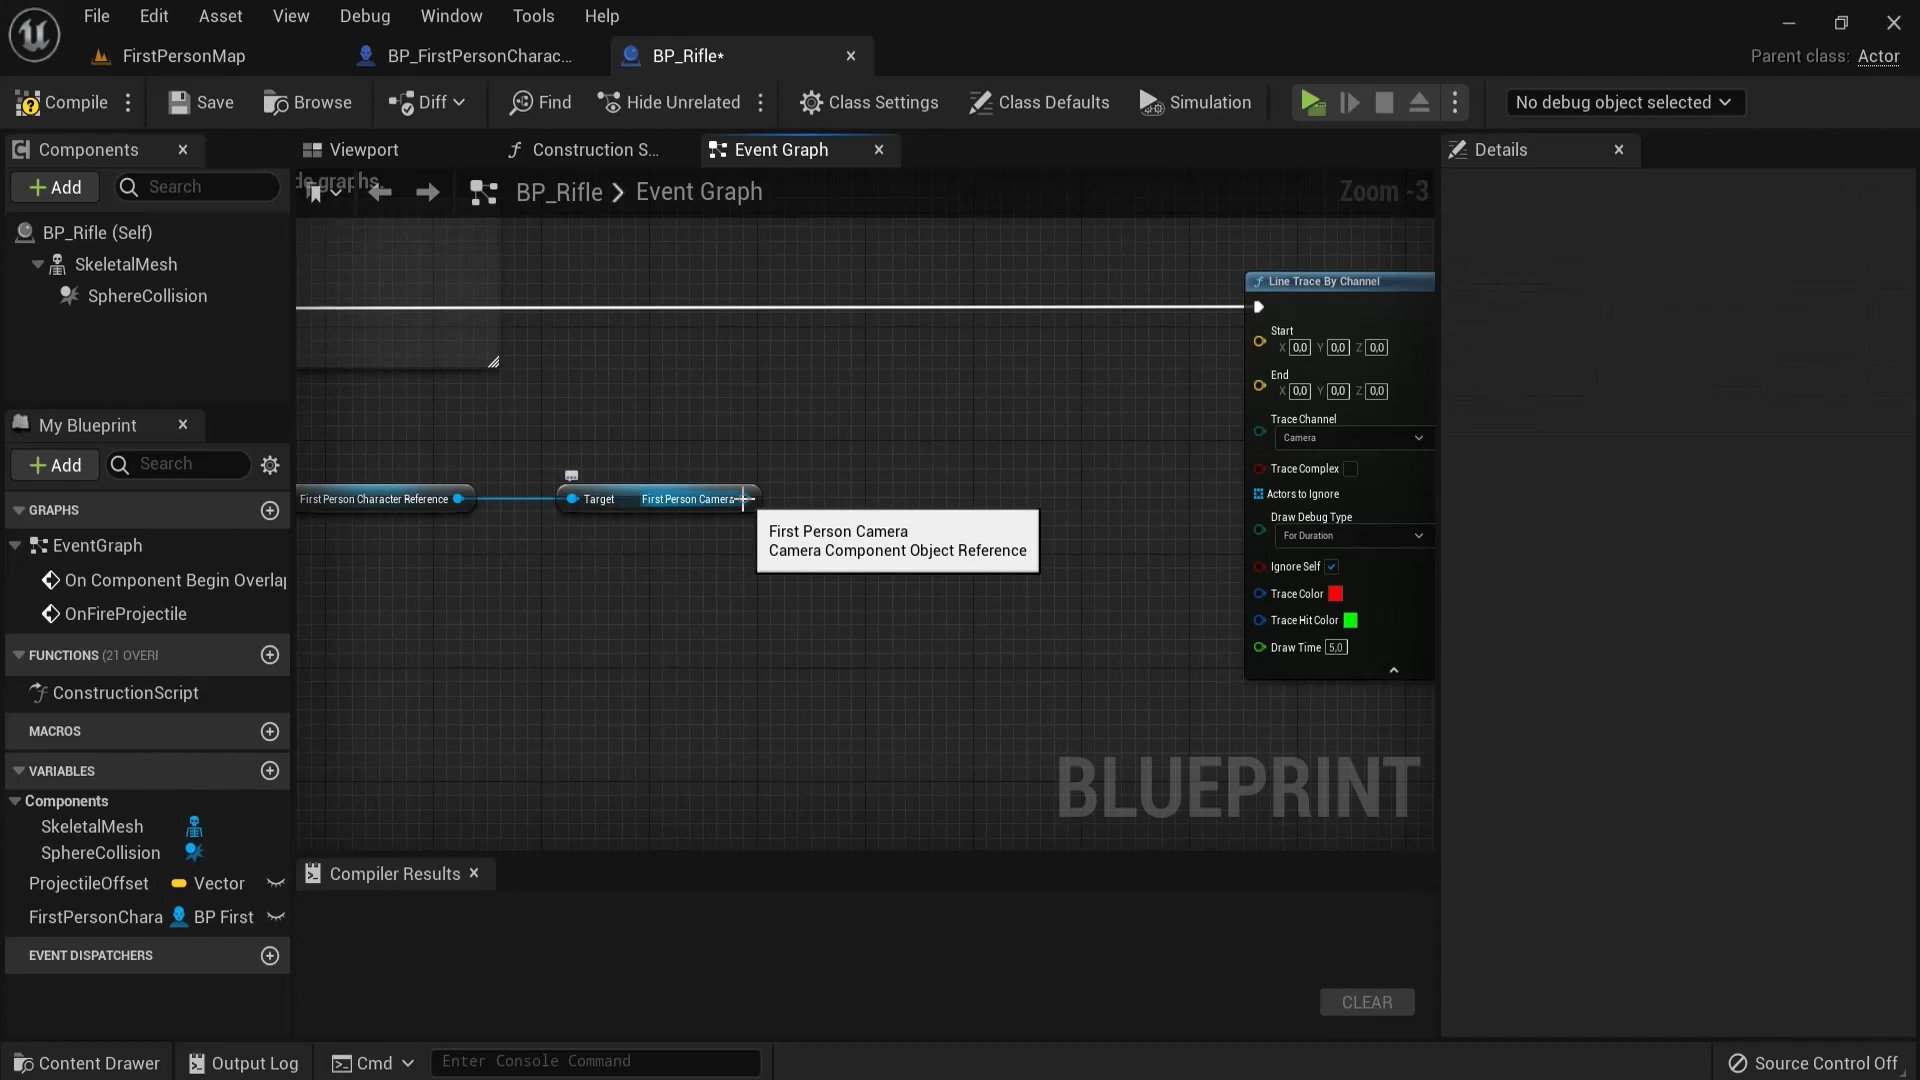 File Edit Asset View Debug Window Tools Help
FirstPersonMap BP_FirstPersonCharac... BP_Rifle* Parent class: Actor
Compile Save Browse Diff Find Hide Unrelated Class Settings Class Defaults Simulation No debug object selected
Components Viewport Construction S... Event Graph Details
Add Search
de graphs.
BP_Rifle Event Graph Zoom -3
BP_Rifle (Self)
SkeletalMesh
SphereCollision
Line Trace By Channel
Start
X 0,0 Y 0,0 Z 0,0
End
X 0,0 Y 0,0 Z 0,0
Trace Channel
Camera
Trace Complex
Actors to Ignore
Draw Debug Type
For Duration
Ignore Self
Trace Color
Trace Hit Color
Draw Time 5,0
First Person Character Reference Target First Person Camera
First Person Camera
Camera Component Object Reference
BLUEPRINT
My Blueprint
Add Search
GRAPHS
EventGraph
On Component Begin Overlap
OnFireProjectile
FUNCTIONS (21 OVERI
ConstructionScript
MACROS
VARIABLES
Components
SkeletalMesh
SphereCollision
ProjectileOffset Vector
FirstPersonChara BP First
EVENT DISPATCHERS
Compiler Results
CLEAR
Content Drawer Output Log Cmd Enter Console Command Source Control Off